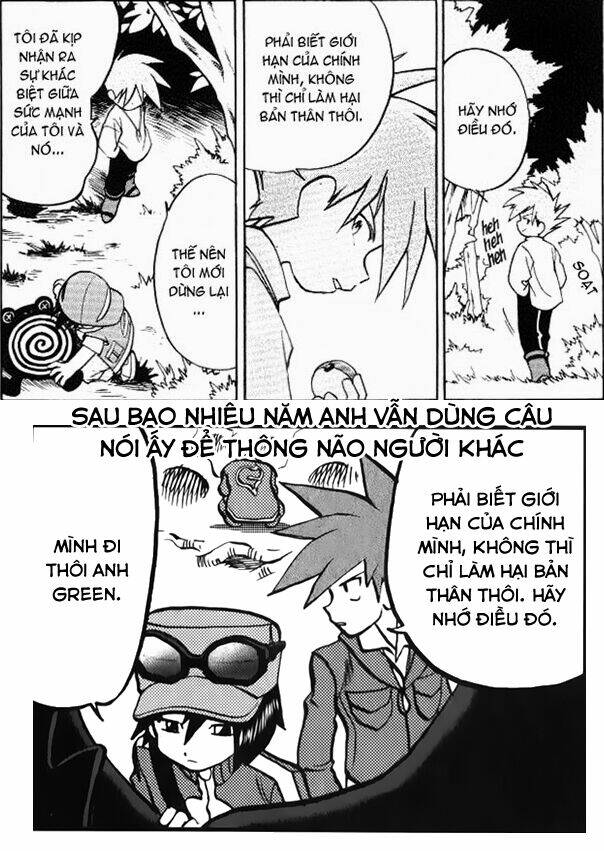 TÔI ĐÃ KỊP
NHẬN RA
SỰ KHÁC
BIỆT GIỮA
SỨC MẠNH
CỦA TÔI VÀ
NÓ...
THẾ NÊN
TÔI MỚI
DỪNG LẠI
...
PHẢI BIẾT GIỚI
HẠN CỦA CHÍNH
MÌNH, KHÔNG
THÌ CHỈ LÀM HẠI
BẢN THÂN THÔI.
HÃY NHỚ
ĐIỀU ĐÓ.
heh
heh
heh
SOẠT
SAU BAO NHIÊU NĂM ANH VẪN DÙNG CÂU
NÓI ẤY ĐỂ THÔNG NÃO NGƯỜI KHÁC
PHẢI BIẾT GIỚI
HẠN CỦA CHÍNH
MÌNH, KHÔNG THÌ
CHỈ LÀM HẠI BẢN
THÂN THÔI. HÃY
NHỚ ĐIỀU ĐÓ.
MÌNH ĐI
THÔI ANH
GREEN.